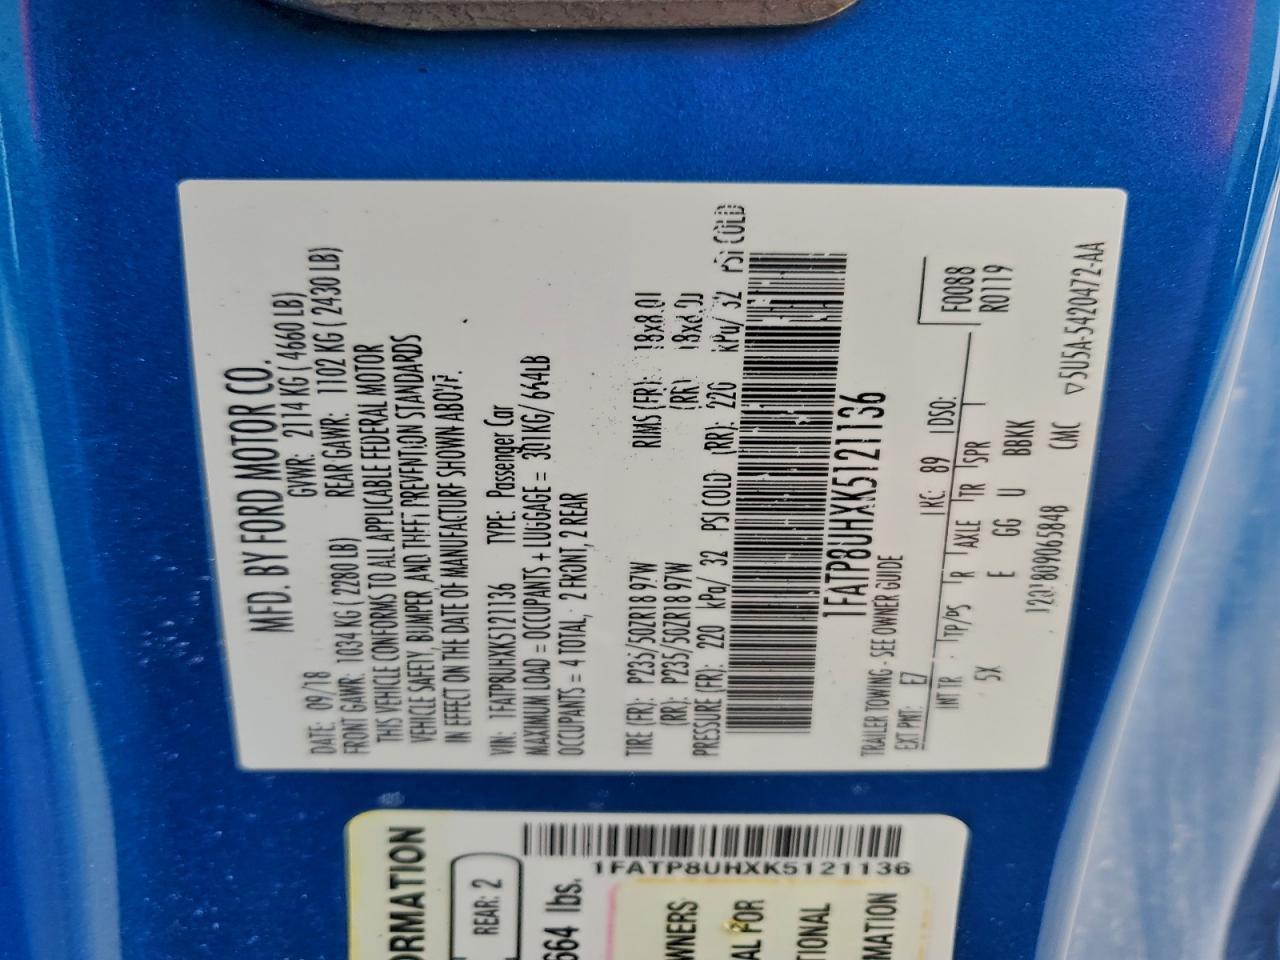 MFD. BY FORD MOTOR CO.
DATE: 09/18 GVWR: 2114 KG ( 4660 LB)
FRONT GAWR: 1034 KG ( 2280 LB) REAR GAWR: 1102 KG ( 2430 LB)
THIS VEHICLE CONFORMS TO ALL APPLICABLE FEDERAL MOTOR
VEHICLE SAFETY, BUMPER AND THEFT PREVENTION STANDARDS
IN EFFECT ON THE DATE OF MANUFACTURE SHOWN ABOVE.
VIN: 1FATP8UHXK5121136 TYPE: Passenger Car
MAXIMUM LOAD = OCCUPANTS + LUGGAGE = 301KG/ 664LB
OCCUPANTS = 4 TOTAL, 2 FRONT, 2 REAR
TIRE (FR): P235/50ZR18 97W RIMS (FR): 18x8.0J
(RR): P235/50ZR18 97W (RR): 18x8.0J
PRESSURE (FR): 220 kPa/ 32 PSI COLD (RR): 220 kPa/ 32 PSI COLD
1FATP8UHXK5121136
TRAILER TOWING - SEE OWNER GUIDE
EXT PNT: E7 RC: 89 DSO: F0088
R0119
INT TR TP/PS R AXLE TR SPR
5X E GG U BBKK
1201809065848 CMC ▽5U5A-5420472-AA
ORMATION
REAR: 2
664 lbs.
1FATP8UHXK5121136
WNERS
AL FOR
TIONAL
MATION